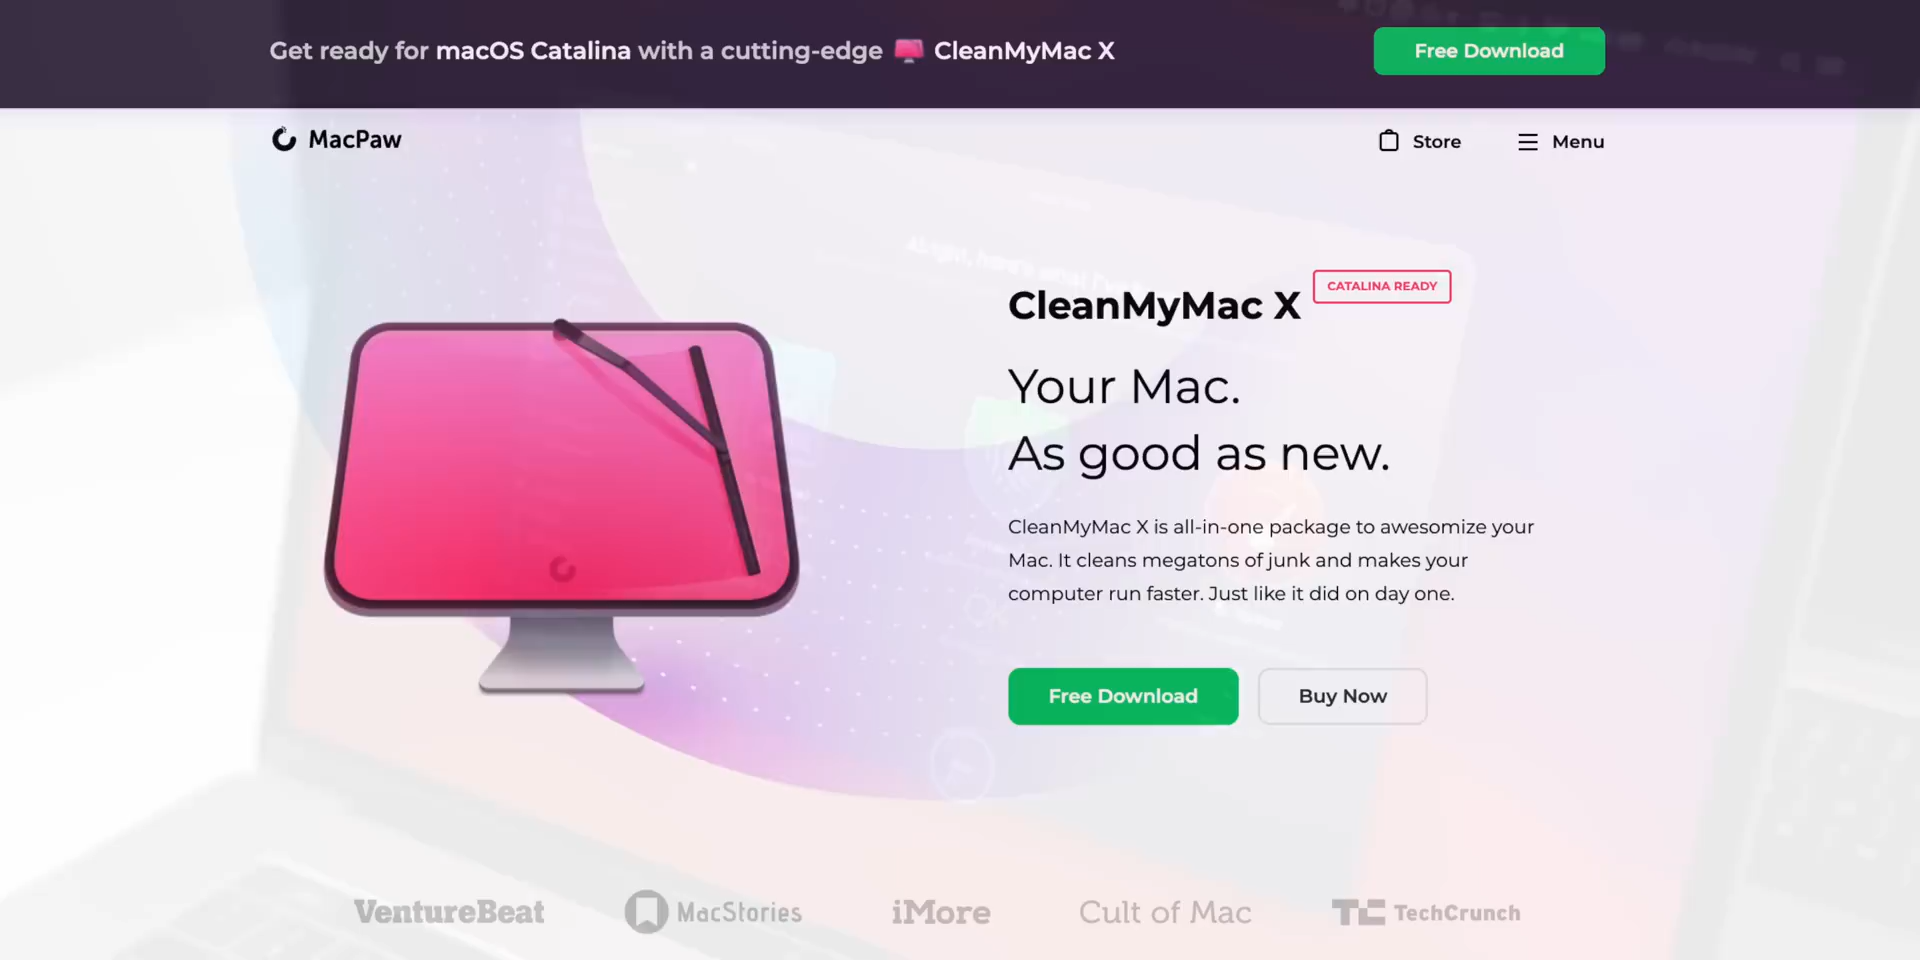 Get ready for macOS Catalina with a cutting-edge CleanMyMac X
Free Download
MacPaw
Store
Menu
CleanMyMac X
CATALINA READY
Your Mac.
As good as new.
CleanMyMac X is all-in-one package to awesomize your
Mac. It cleans megatons of junk and makes your
computer run faster. Just like it did on day one.
Free Download
Buy Now
VentureBeat
MacStories
iMore
Cult of Mac
TC TechCrunch